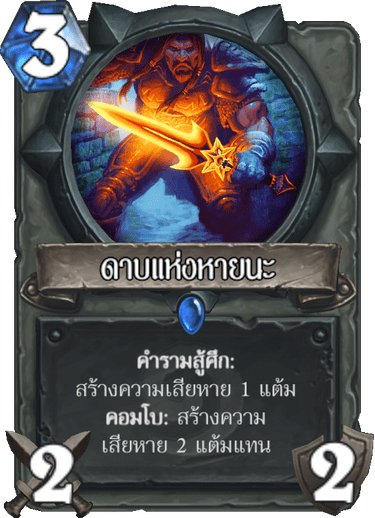 3
ดาบแห่งหายนะ
คำรามสู้ศึก:
สร้างความเสียหาย 1 แต้ม
คอมโบ: สร้างความ
เสียหาย 2 แต้มแทน
2
2